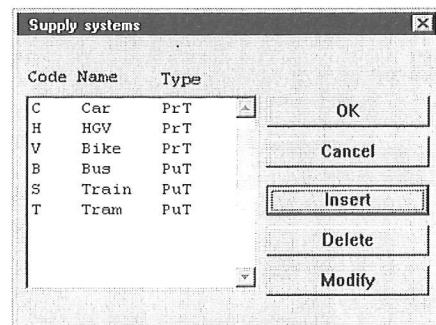 Supply systems
Code Name Type
C Car PrT
H HGV PrT
V Bike PrT
B Bus PuT
S Train PuT
T Tram PuT
OK
Cancel
Insert
Delete
Modify